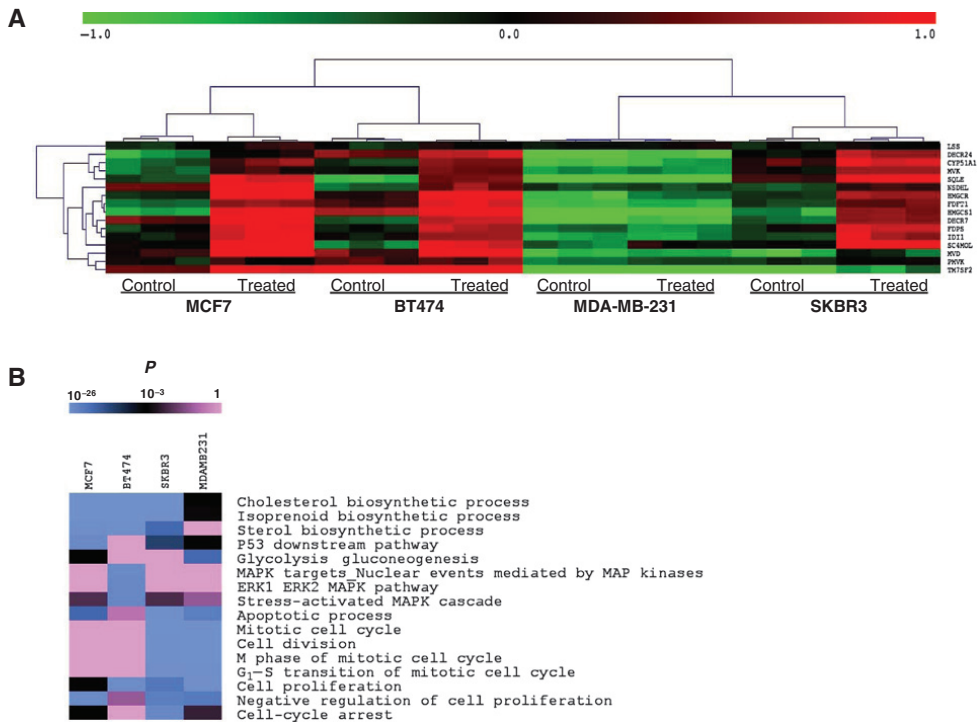 A
−1.0 0.0 1.0
LSS
DHCR24
CYP51A1
MVK
SQLE
NSDHL
HMGCR
FDFT1
HMGCS1
DHCR7
FDPS
IDI1
SC4MOL
MVD
PMVK
TM7SF2
Control Treated Control Treated Control Treated Control Treated
MCF7 BT474 MDA-MB-231 SKBR3
B
P
10−26 10−3 1
MCF7 BT474 SKBR3 MDAMB231
Cholesterol biosynthetic process
Isoprenoid biosynthetic process
Sterol biosynthetic process
P53 downstream pathway
Glycolysis gluconeogenesis
MAPK targets_Nuclear events mediated by MAP kinases
ERK1 ERK2 MAPK pathway
Stress-activated MAPK cascade
Apoptotic process
Mitotic cell cycle
Cell division
M phase of mitotic cell cycle
G1–S transition of mitotic cell cycle
Cell proliferation
Negative regulation of cell proliferation
Cell-cycle arrest